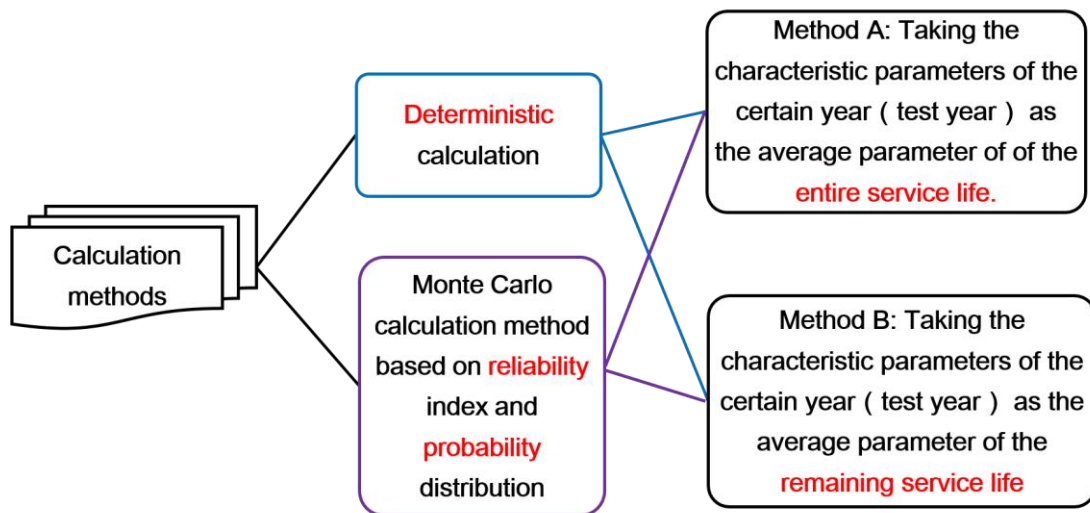 Calculation
methods
Deterministic
calculation
Monte Carlo
calculation method
based on reliability
index and
probability
distribution
Method A: Taking the
characteristic parameters of the
certain year ( test year ) as
the average parameter of of the
entire service life.
Method B: Taking the
characteristic parameters of the
certain year ( test year ) as the
average parameter of the
remaining service life